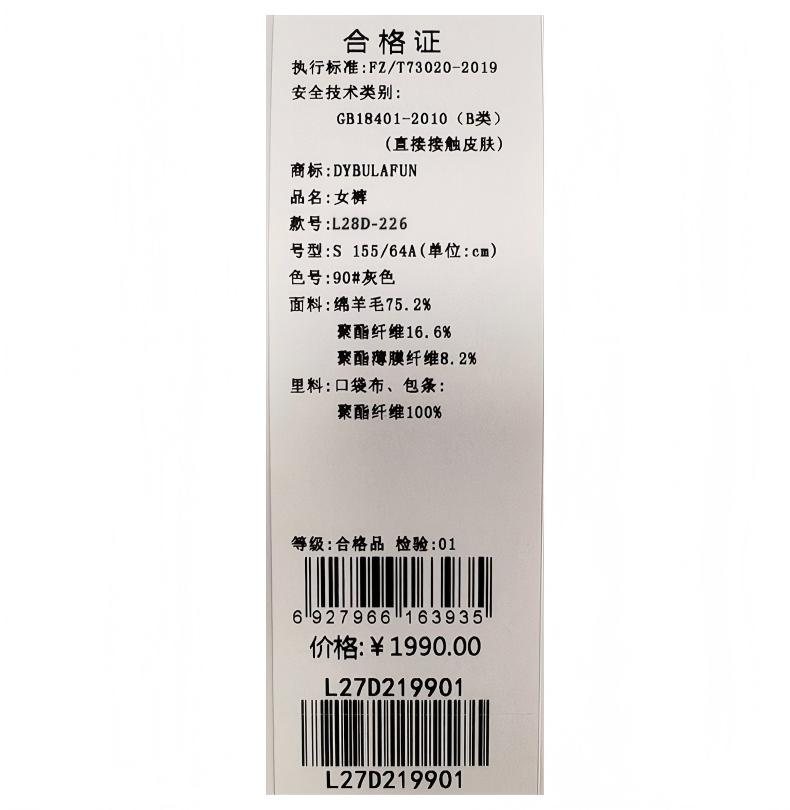 合格证
执行标准:FZ/T73020-2019
安全技术类别:
GB18401-2010（B类）
(直接接触皮肤)
商标:DYBULAFUN
品名:女裤
款号:L28D-226
号型:S 155/64A(单位:cm)
色号:90#灰色
面料:绵羊毛75.2%
聚酯纤维16.6%
聚酯薄膜纤维8.2%
里料:口袋布、包条:
聚酯纤维100%
等级:合格品 检验:01
6 927966 163935
价格:￥1990.00
L27D219901
L27D219901